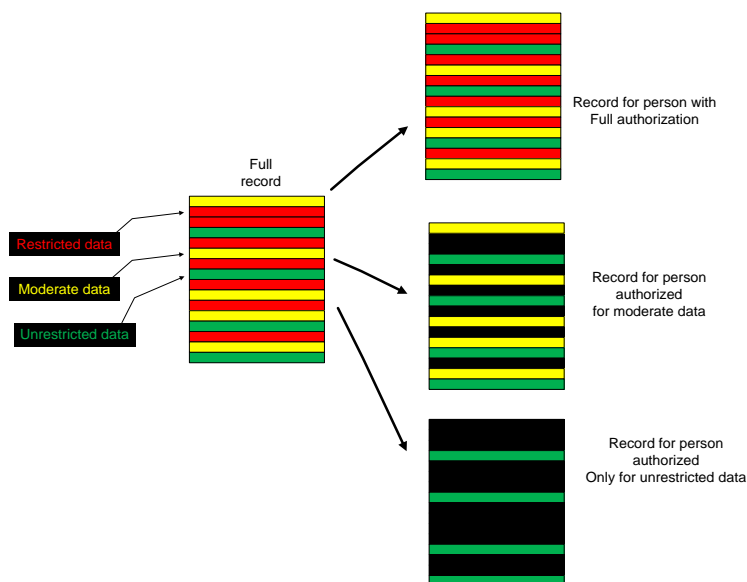 Full
record
Restricted data
Moderate data
Unrestricted data
Record for person with
Full authorization
Record for person
authorized
for moderate data
Record for person
authorized
Only for unrestricted data